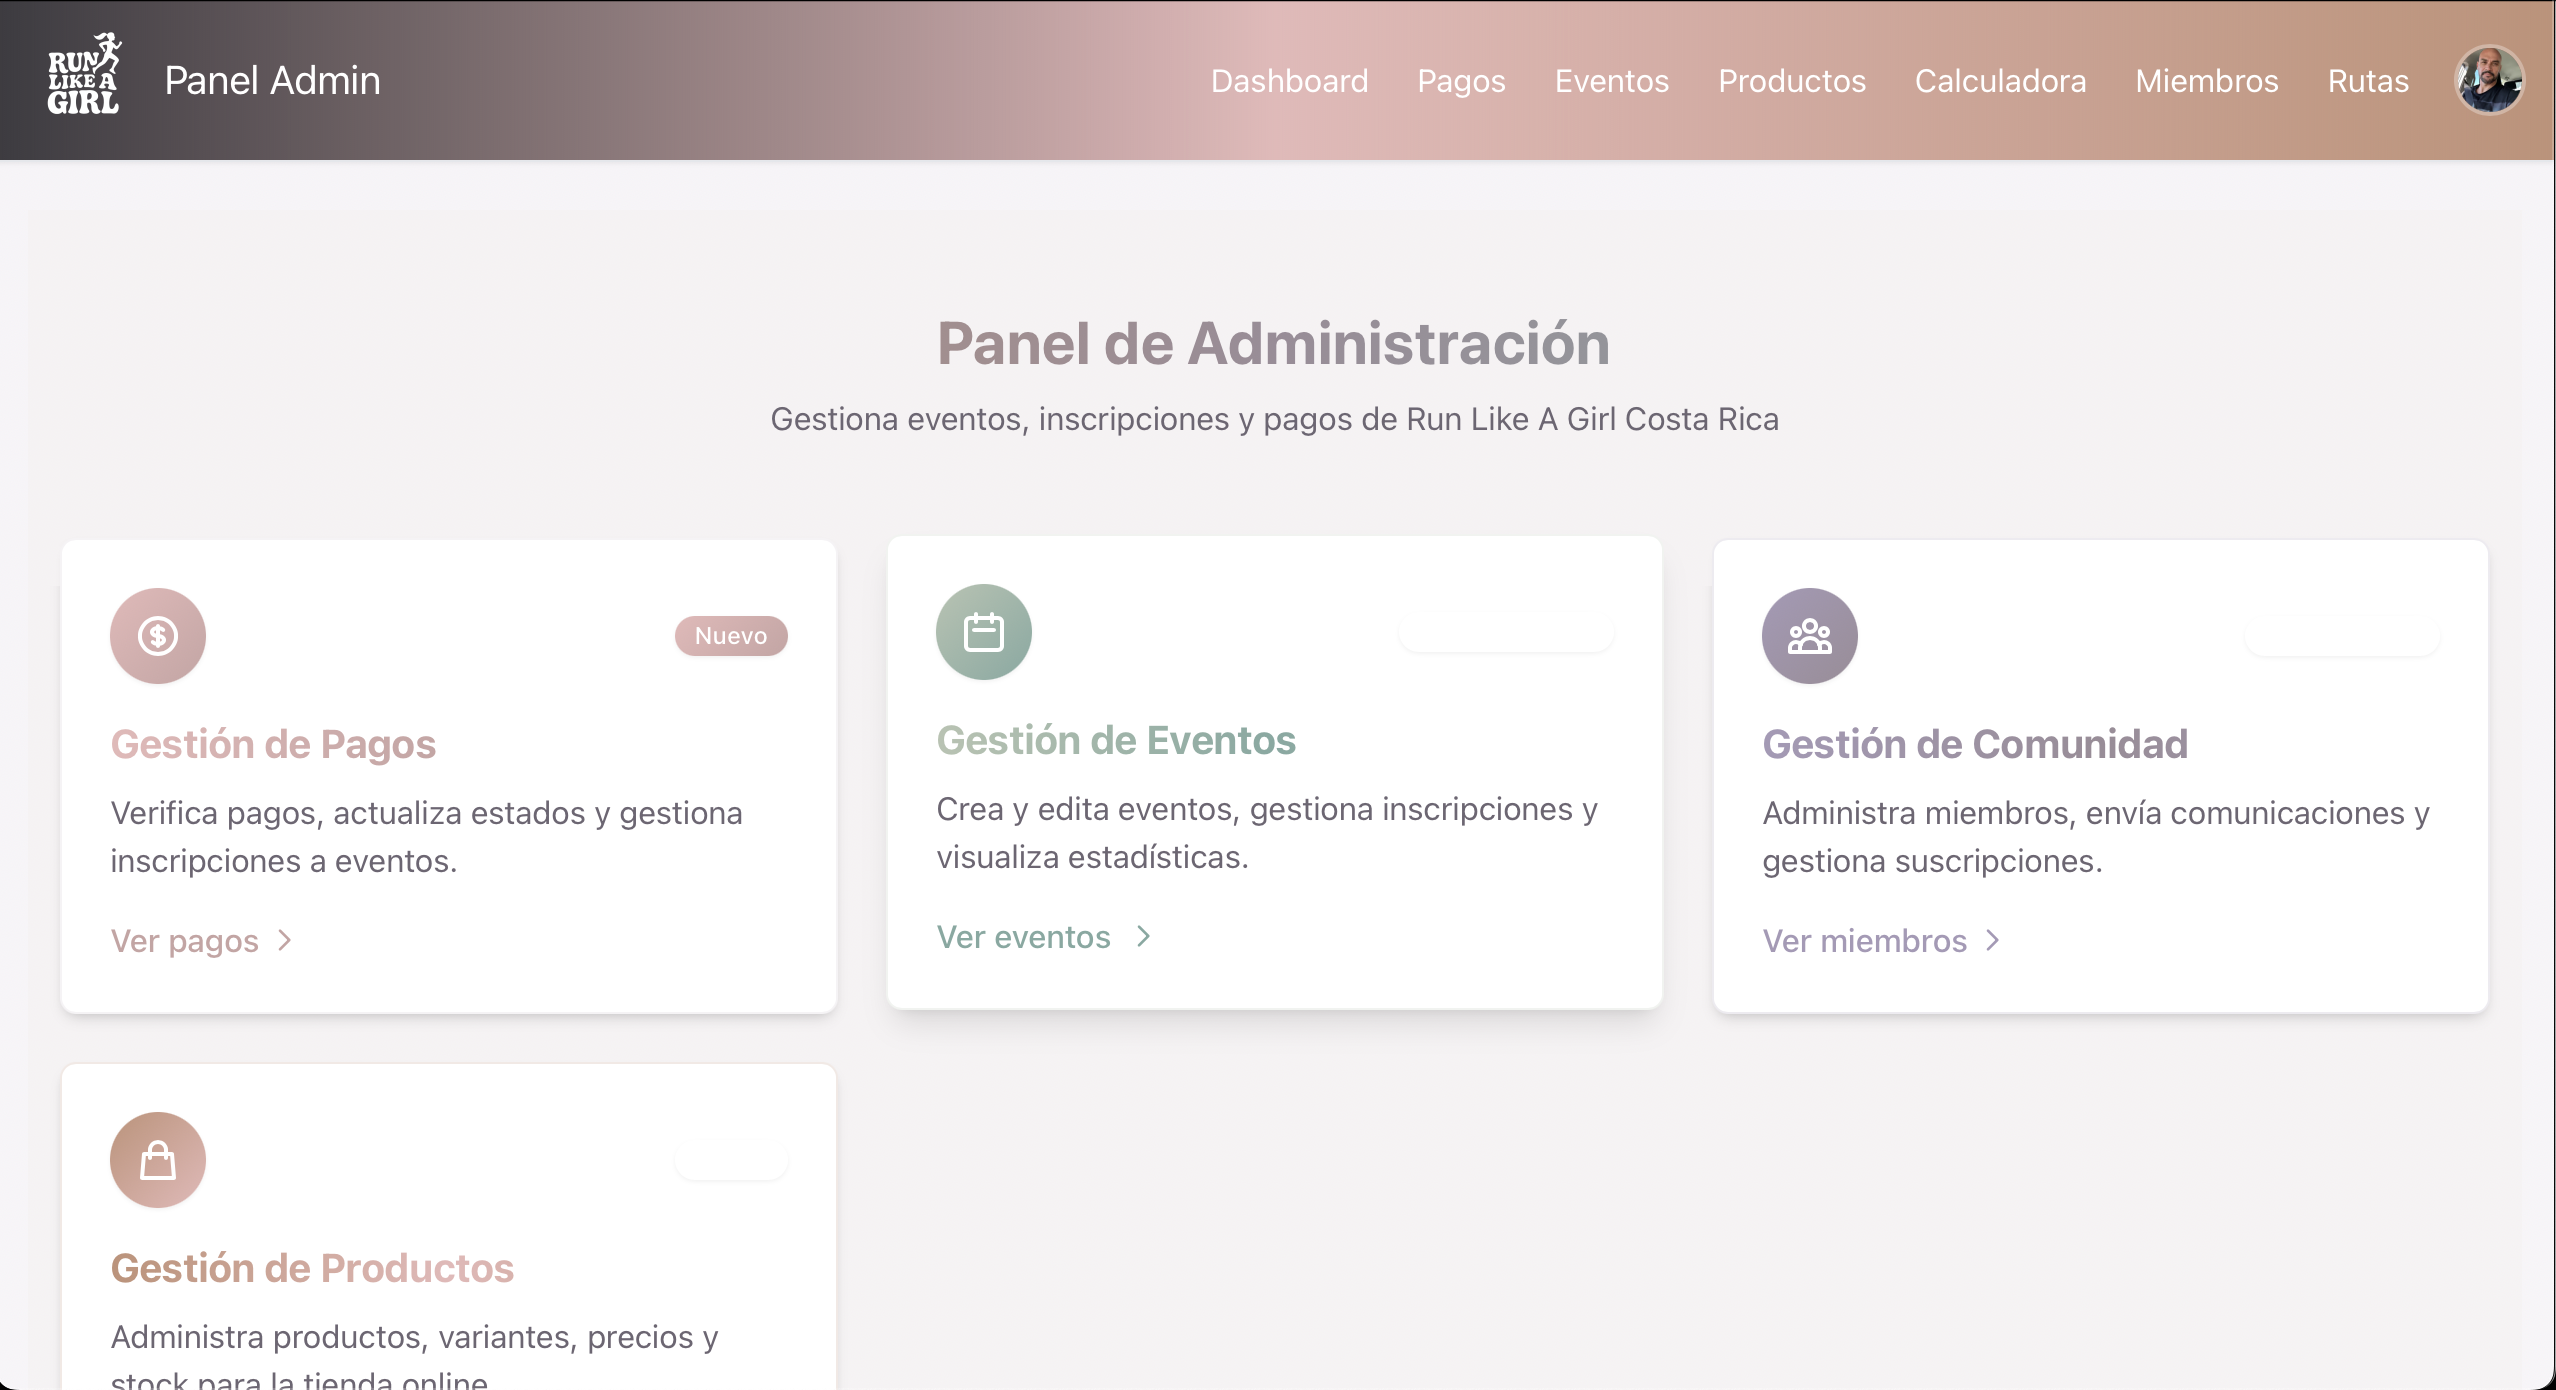 RUN
LIKE A
GIRL
Panel Admin
Dashboard
Pagos
Eventos
Productos
Calculadora
Miembros
Rutas
Panel de Administración
Gestiona eventos, inscripciones y pagos de Run Like A Girl Costa Rica
Nuevo
Gestión de Pagos
Verifica pagos, actualiza estados y gestiona
inscripciones a eventos.
Ver pagos
Gestión de Eventos
Crea y edita eventos, gestiona inscripciones y
visualiza estadísticas.
Ver eventos
Gestión de Comunidad
Administra miembros, envía comunicaciones y
gestiona suscripciones.
Ver miembros
Gestión de Productos
Administra productos, variantes, precios y
stock para la tienda online